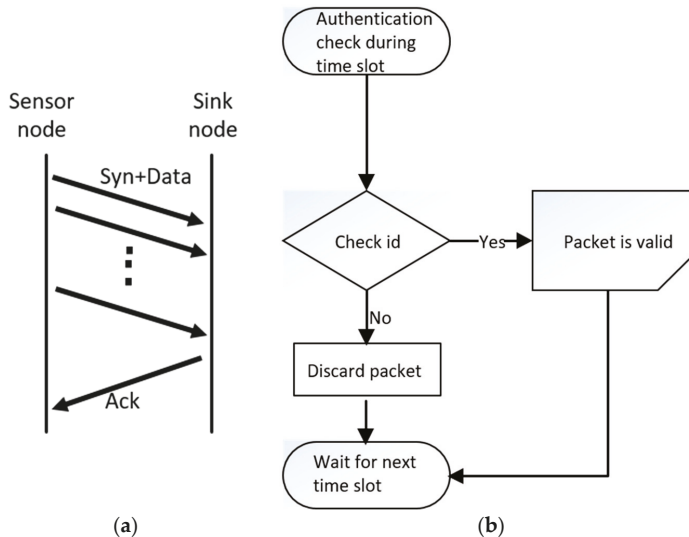 Sensor
node
Sink
node
Syn+Data
Ack
(a)
Authentication
check during
time slot
Check id
Yes
Packet is valid
No
Discard packet
Wait for next
time slot
(b)